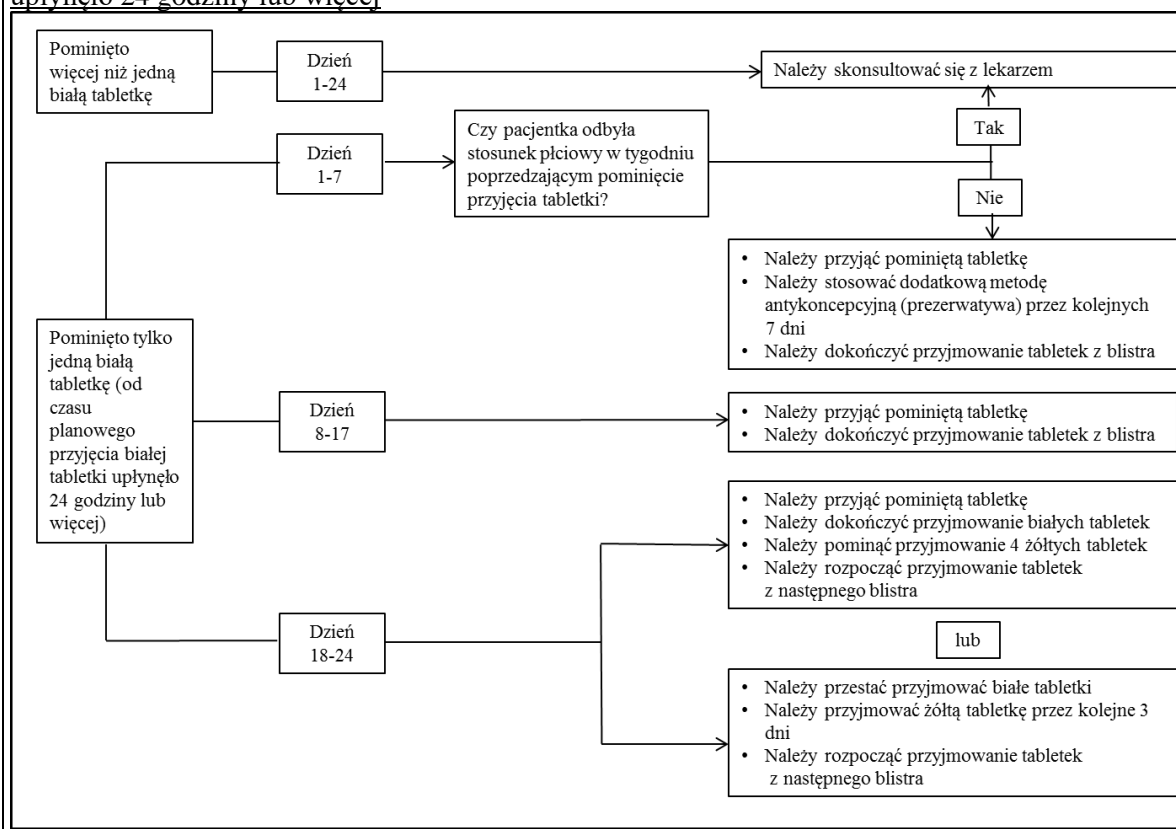 upłynęło 24 godziny lub więcej
Pominięto
więcej niż jedną
białą tabletkę
Dzień
1-24
Należy skonsultować się z lekarzem
Tak
Dzień
1-7
Czy pacjentka odbyła
stosunek płciowy w tygodniu
poprzedzającym pominięcie
przyjęcia tabletki?
Nie
• Należy przyjąć pominiętą tabletkę
• Należy stosować dodatkową metodę
antykoncepcyjną (prezerwatywa) przez kolejnych
7 dni
• Należy dokończyć przyjmowanie tabletek z blistra
Pominięto tylko
jedną białą
tabletkę (od
czasu
planowego
przyjęcia białej
tabletki upłynęło
24 godziny lub
więcej)
Dzień
8-17
• Należy przyjąć pominiętą tabletkę
• Należy dokończyć przyjmowanie tabletek z blistra
• Należy przyjąć pominiętą tabletkę
• Należy dokończyć przyjmowanie białych tabletek
• Należy pominąć przyjmowanie 4 żółtych tabletek
• Należy rozpocząć przyjmowanie tabletek
z następnego blistra
Dzień
18-24
lub
• Należy przestać przyjmować białe tabletki
• Należy przyjmować żółtą tabletkę przez kolejne 3
dni
• Należy rozpocząć przyjmowanie tabletek
z następnego blistra